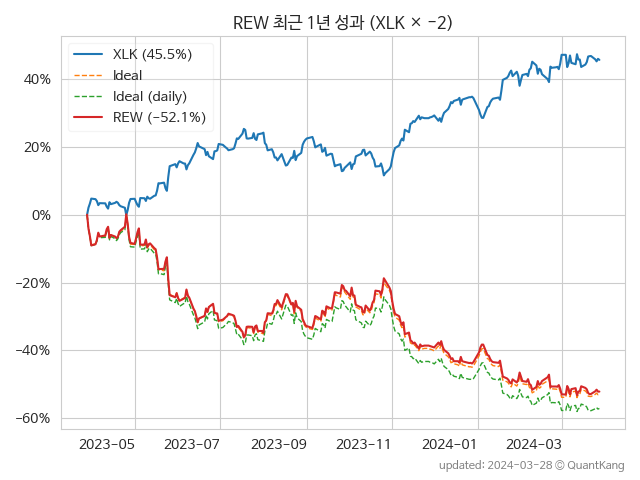 REW 최근 1년 성과 (XLK × −2)
XLK (45.5%)
Ideal
Ideal (daily)
REW (−52.1%)
40%
20%
0%
−20%
−40%
−60%
2023−05
2023−07
2023−09
2023−11
2024−01
2024−03
updated: 2024−03−28 ⓒ QuantKang